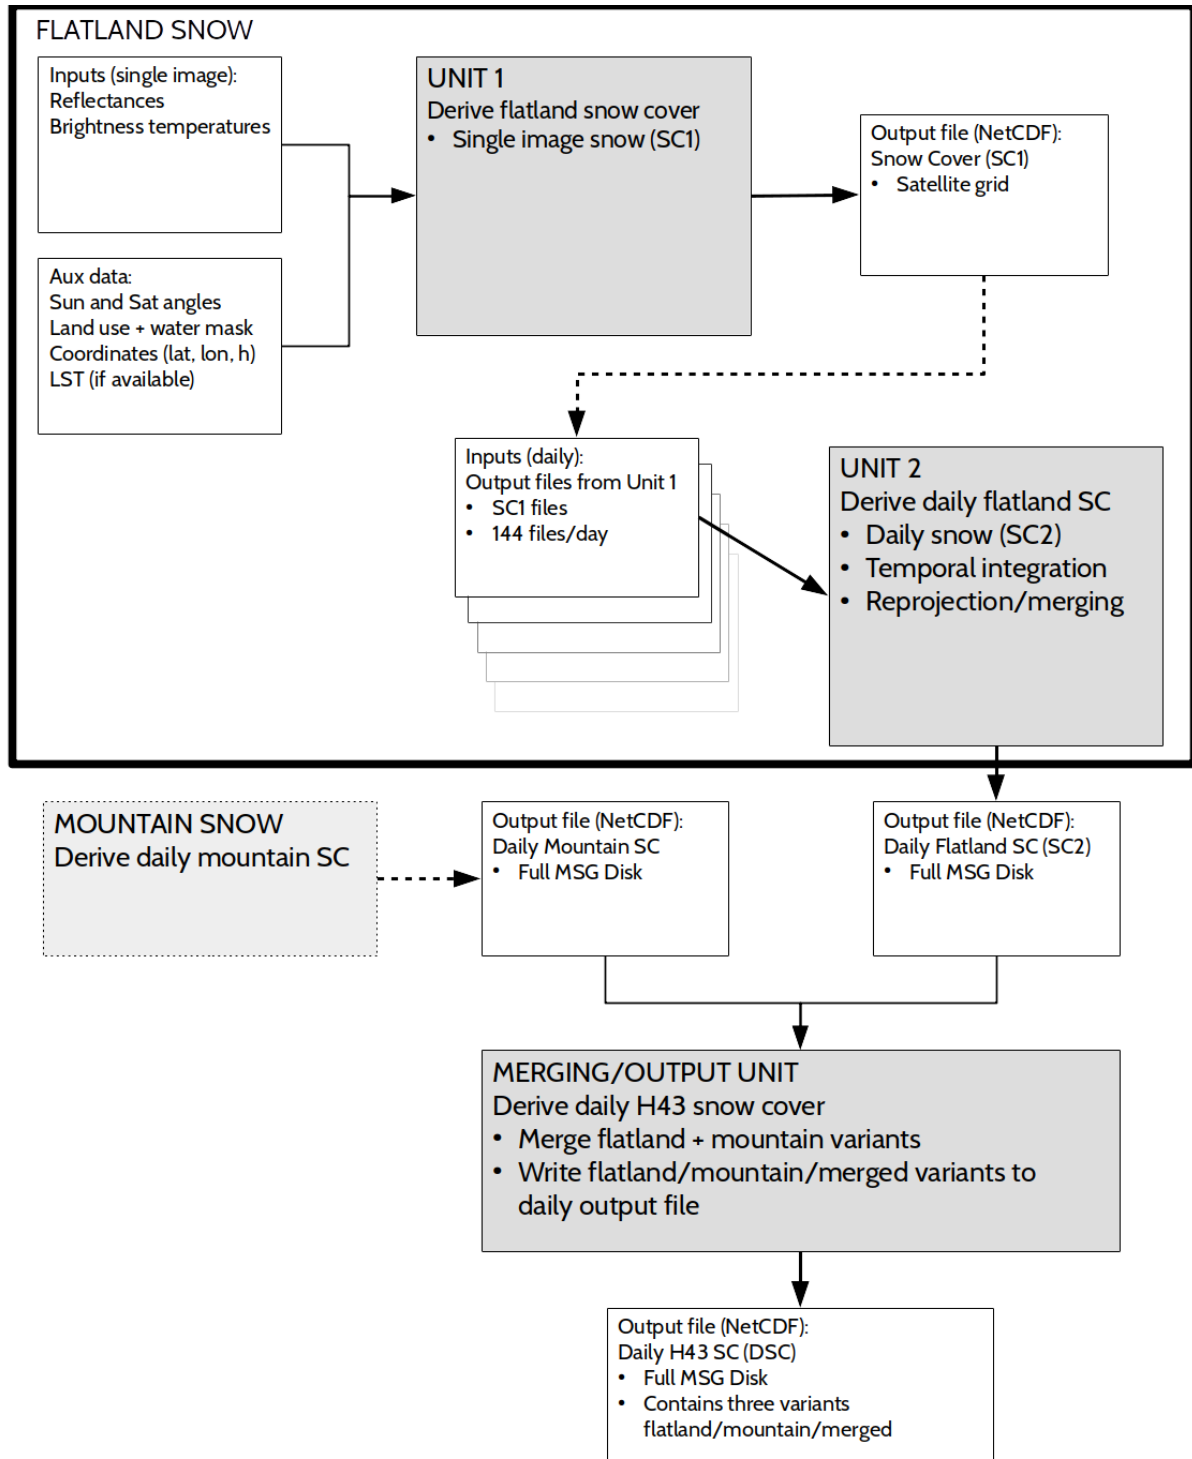 FLATLAND SNOW
Inputs (single image):
Reflectances
Brightness temperatures
UNIT 1
Derive flatland snow cover
• Single image snow (SC1)
Output file (NetCDF):
Snow Cover (SC1)
• Satellite grid
Aux data:
Sun and Sat angles
Land use + water mask
Coordinates (lat, lon, h)
LST (if available)
Inputs (daily):
Output files from Unit 1
• SC1 files
• 144 files/day
UNIT 2
Derive daily flatland SC
• Daily snow (SC2)
• Temporal integration
• Reprojection/merging
MOUNTAIN SNOW
Derive daily mountain SC
Output file (NetCDF):
Daily Mountain SC
• Full MSG Disk
Output file (NetCDF):
Daily Flatland SC (SC2)
• Full MSG Disk
MERGING/OUTPUT UNIT
Derive daily H43 snow cover
• Merge flatland + mountain variants
• Write flatland/mountain/merged variants to
daily output file
Output file (NetCDF):
Daily H43 SC (DSC)
• Full MSG Disk
• Contains three variants
flatland/mountain/merged